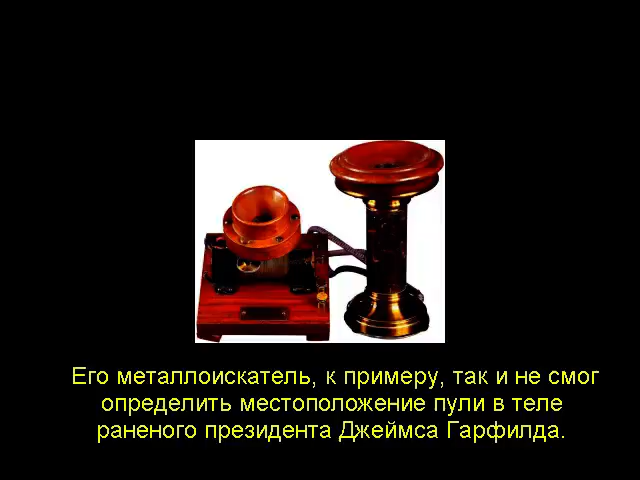 Его металлоискатель, к примеру, так и не смог
определить местоположение пули в теле
раненого президента Джеймса Гарфилда.